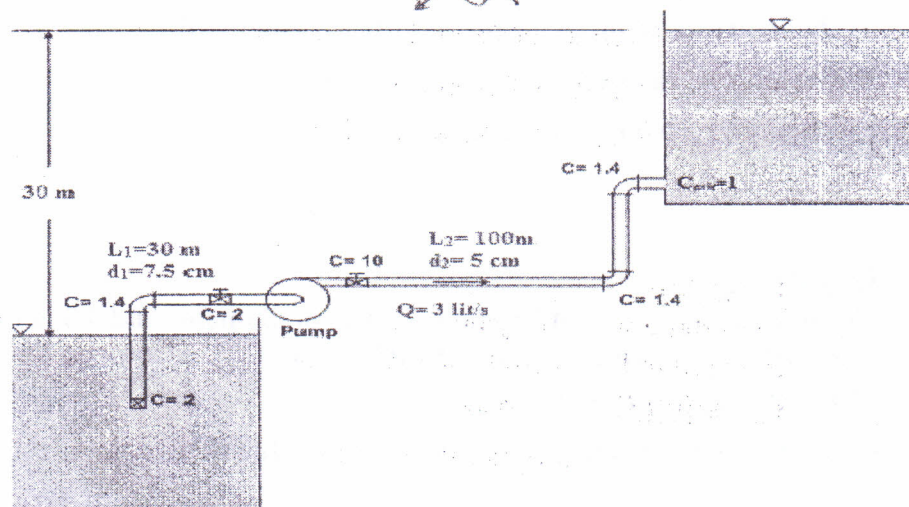 30 m
C= 1.4
C=1
L₁=30 m
d₁=7.5 cm
C= 10
L₂= 100m
d₂= 5 cm
C= 1.4
C= 2
Q= 3 lit/s
C= 1.4
Pump
C= 2